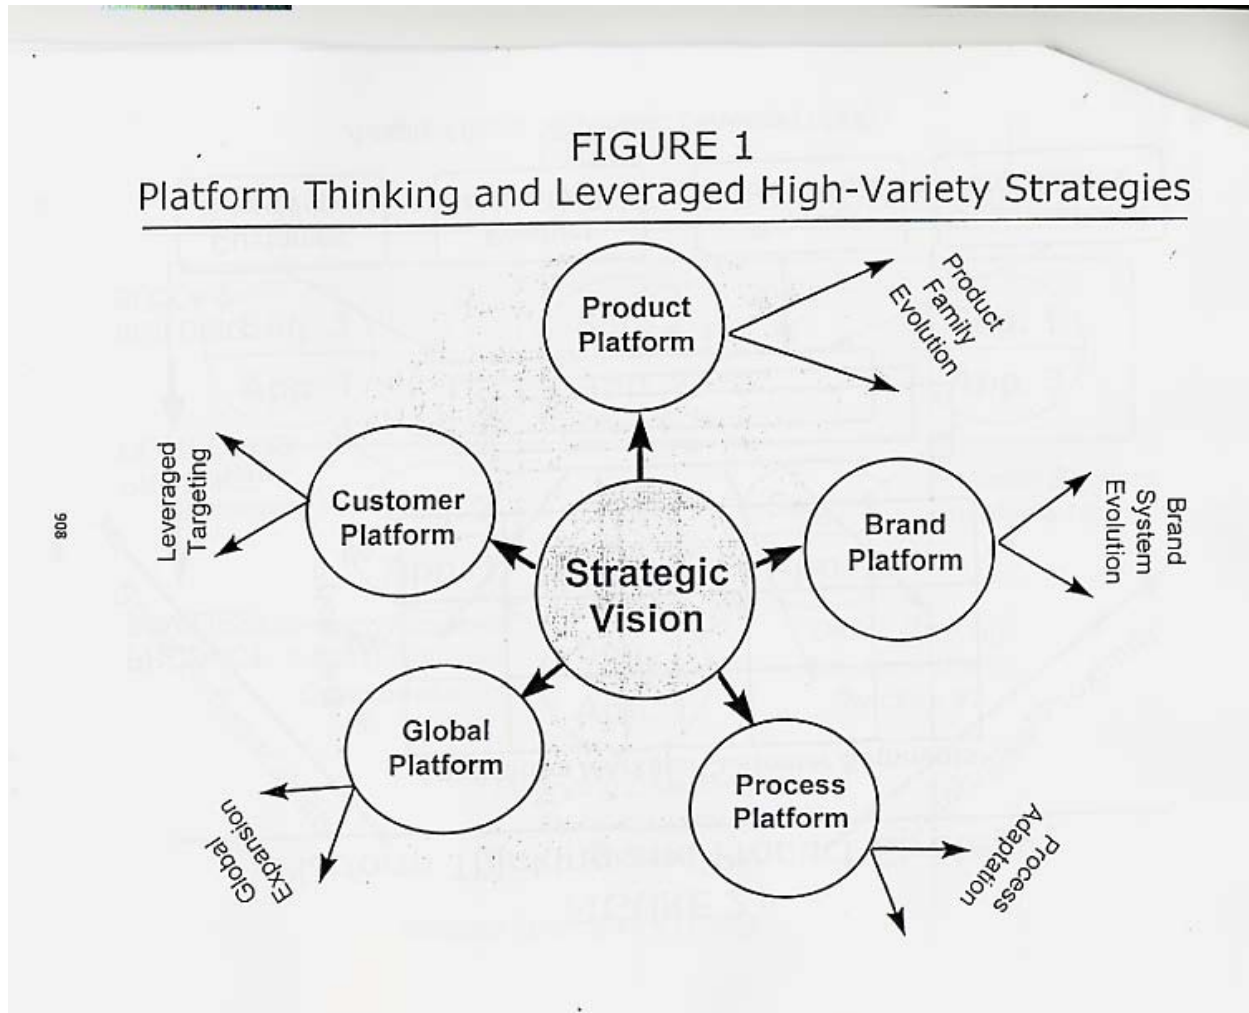 FIGURE 1
Platform Thinking and Leveraged High-Variety Strategies
Product
Platform
Product
Family
Evolution
Customer
Platform
Leveraged
Targeting
Brand
Platform
Brand
System
Evolution
Strategic
Vision
Global
Platform
Global
Expansion
Process
Platform
Process
Adaptation
908